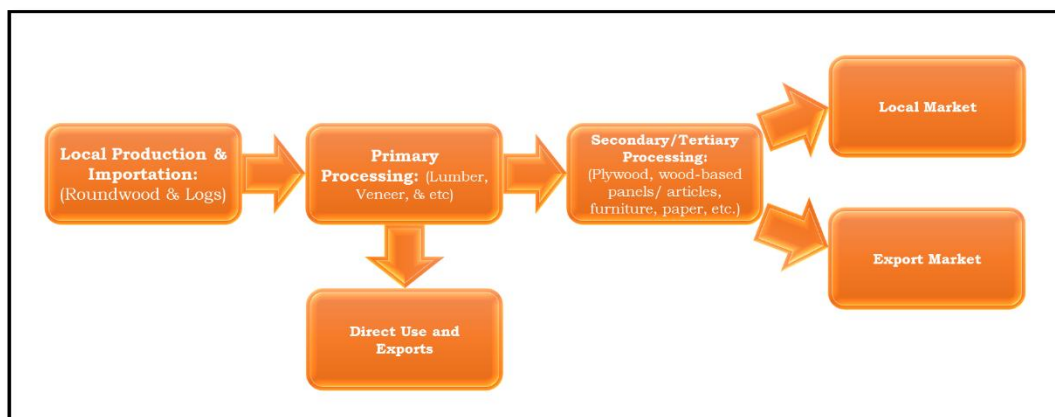 Local Production &
Importation:
(Roundwood & Logs)
Primary
Processing: (Lumber,
Veneer, & etc)
Direct Use and
Exports
Secondary/Tertiary
Processing:
(Plywood, wood-based
panels/ articles,
furniture, paper, etc.)
Local Market
Export Market